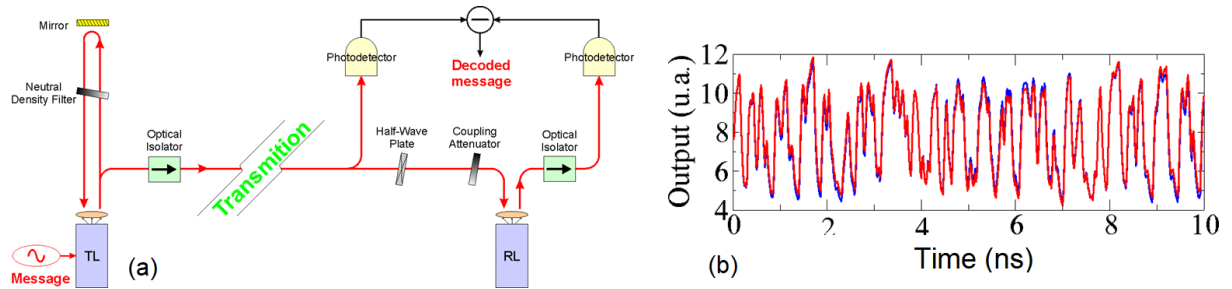 Mirror
Neutral
Density Filter
Optical
Isolator
Transmition
Photodetector
Decoded
message
Photodetector
Half-Wave
Plate
Coupling
Attenuator
Optical
Isolator
TL
RL
Message
(a)
Output (u.a.)
12
10
8
6
4
0
2
4
6
8
10
Time (ns)
(b)